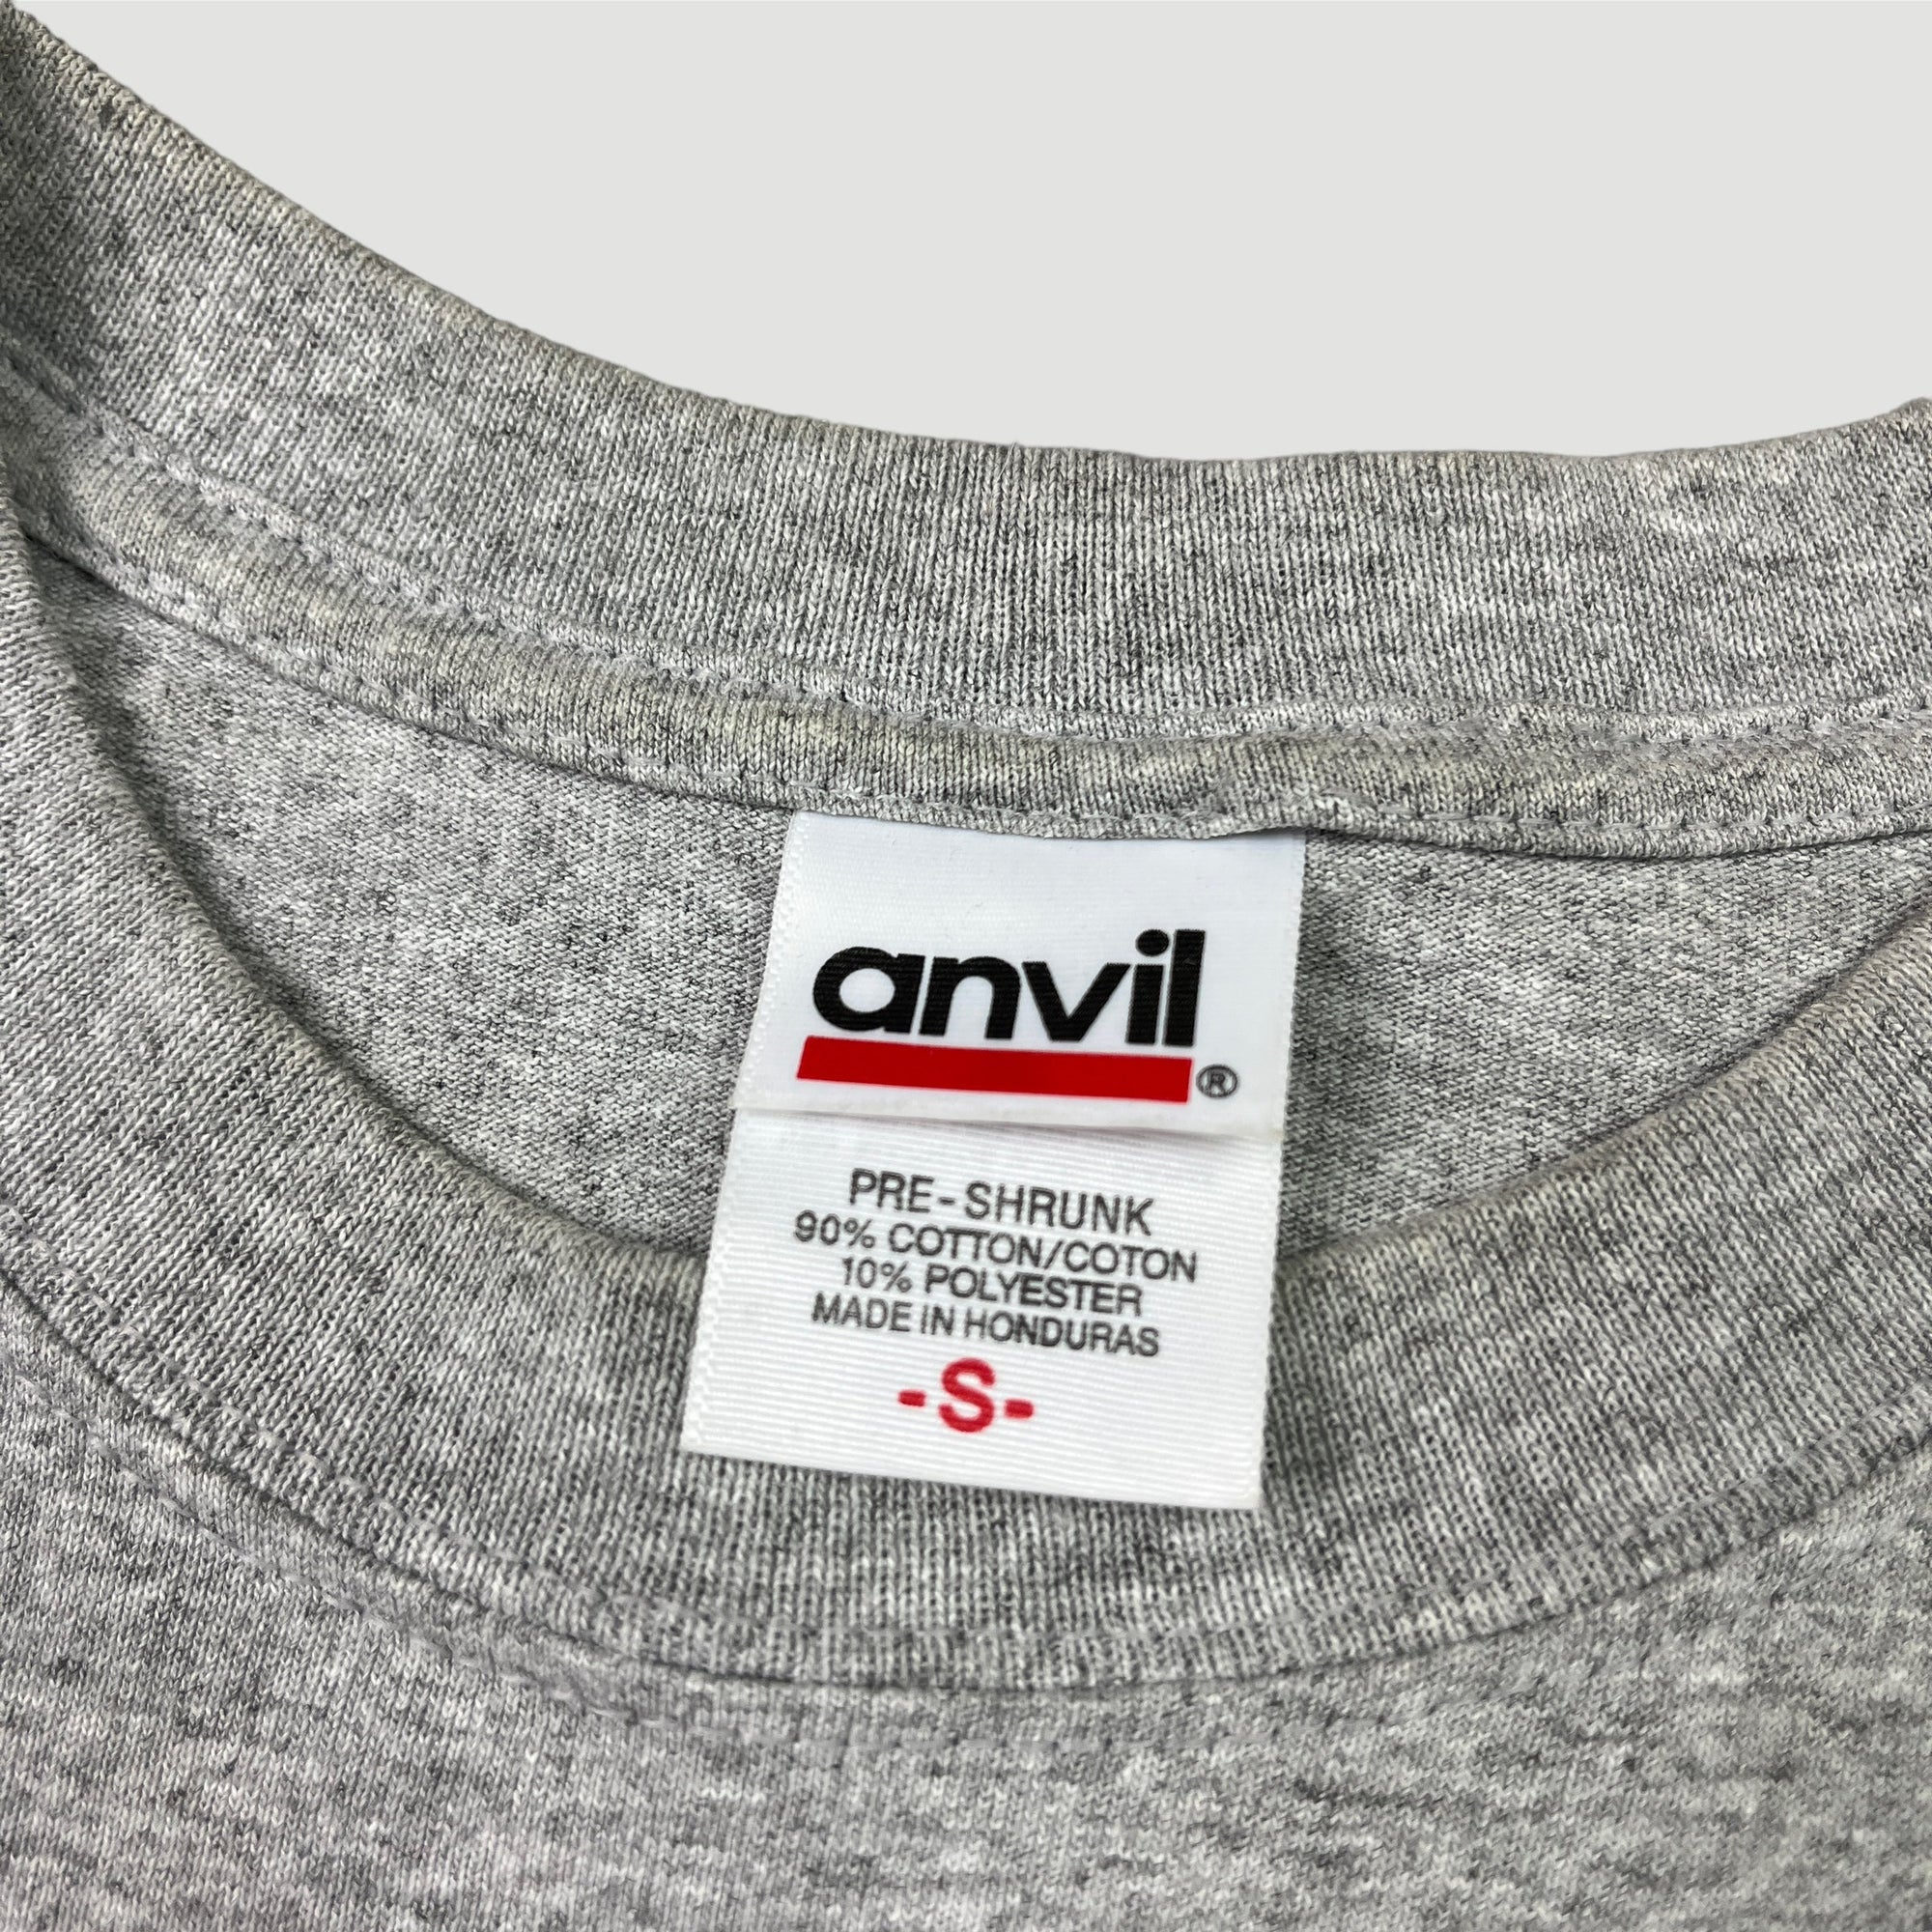 anvil®
PRE-SHRUNK
90% COTTON/COTON
10% POLYESTER
MADE IN HONDURAS
-S-